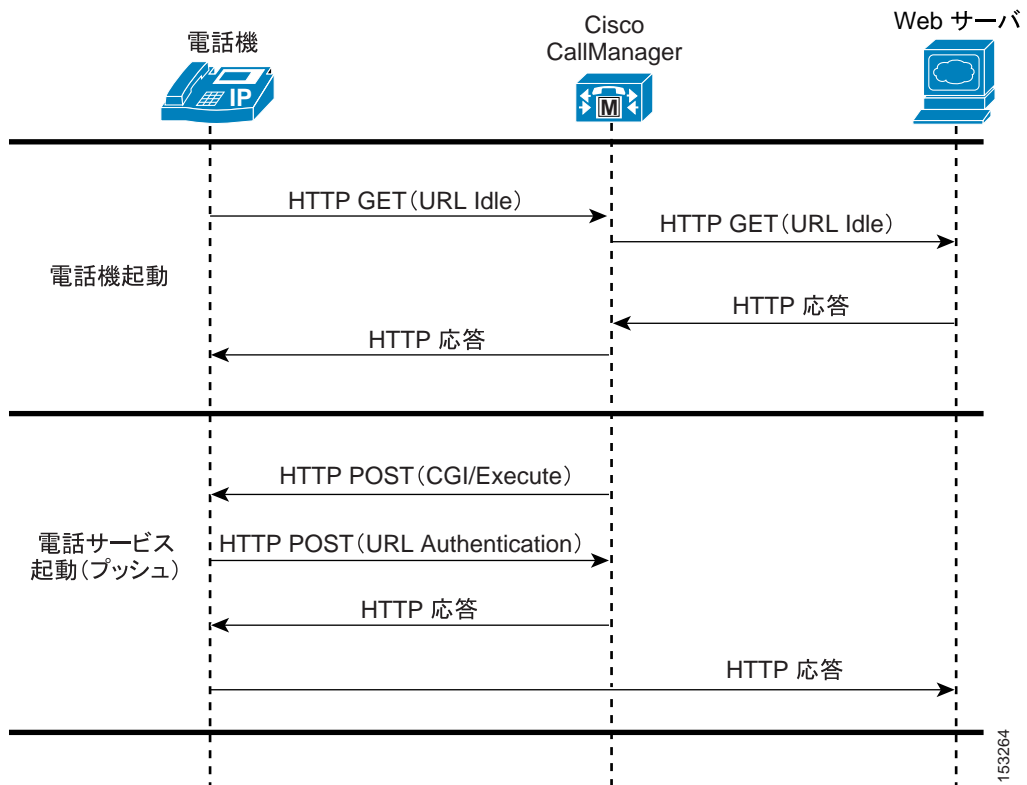 電話機
Cisco
CallManager
Web サーバ
IP
M
HTTP GET（URL Idle）
HTTP GET（URL Idle）
電話機起動
HTTP 応答
HTTP 応答
HTTP POST（CGI/Execute）
電話サービス
起動（プッシュ）
HTTP POST（URL Authentication）
HTTP 応答
HTTP 応答
153264